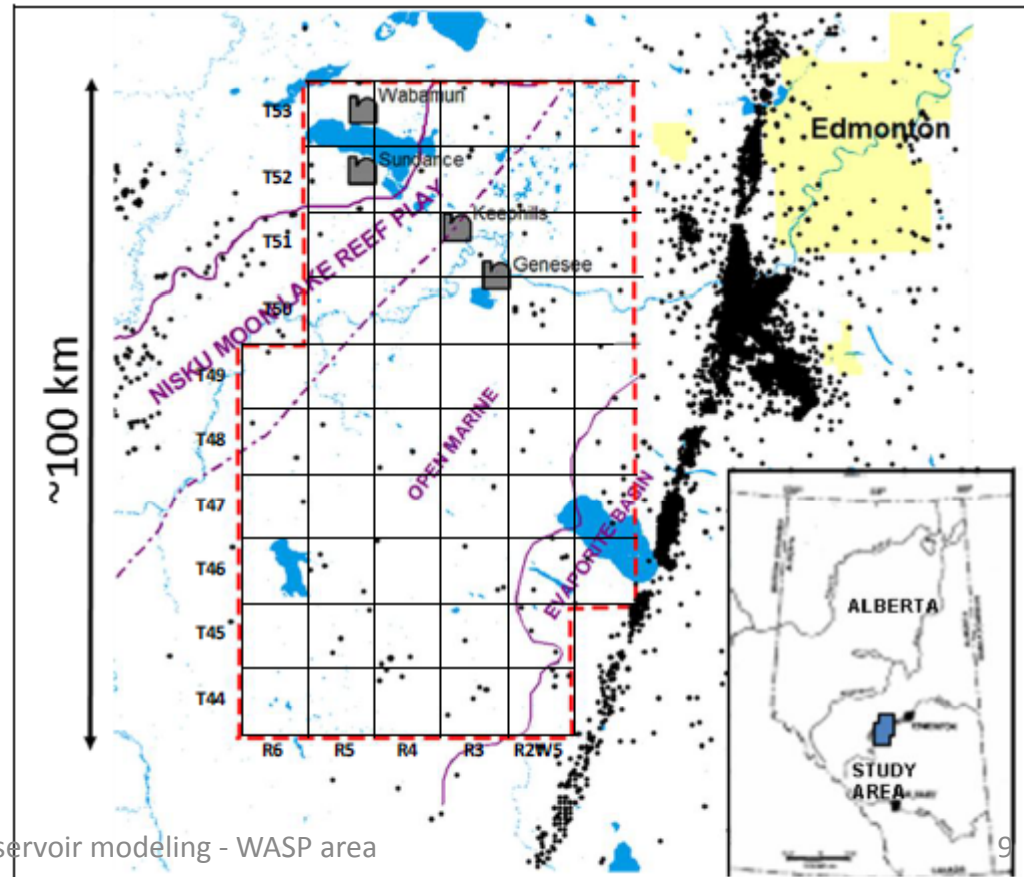 Wabamun
T53
Edmonton
Sundance
T52
NISKU MOON LAKE REEF PLAY
Keephills
T51
Genesee
T50
T49
~100 km
OPEN MARINE
T48
T47
EVAPORITE BASIN
T46
T45
T44
R6
R5
R4
R3
R2W5
ALBERTA
EDMONTON
STUDY
AREA
servoir modeling - WASP area
9